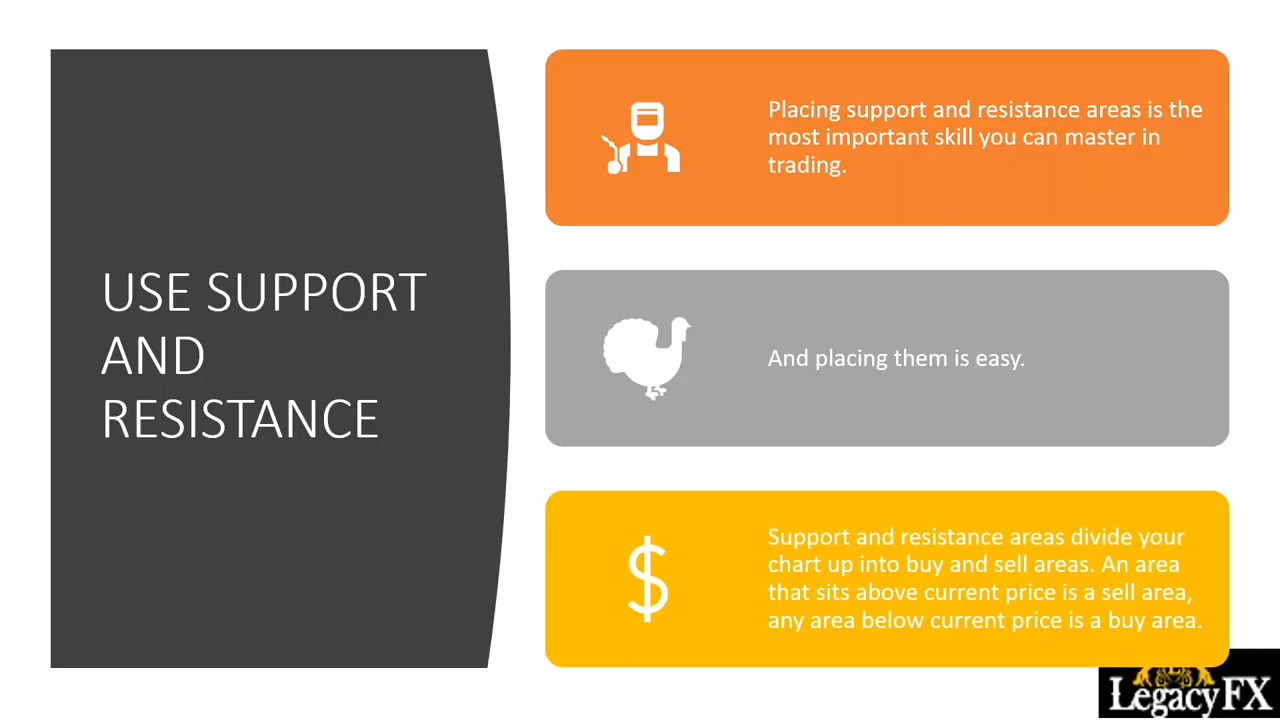 USE SUPPORT
AND
RESISTANCE
Placing support and resistance areas is the
most important skill you can master in
trading.
And placing them is easy.
Support and resistance areas divide your
chart up into buy and sell areas. An area
that sits above current price is a sell area,
any area below current price is a buy area.
LegacyFX